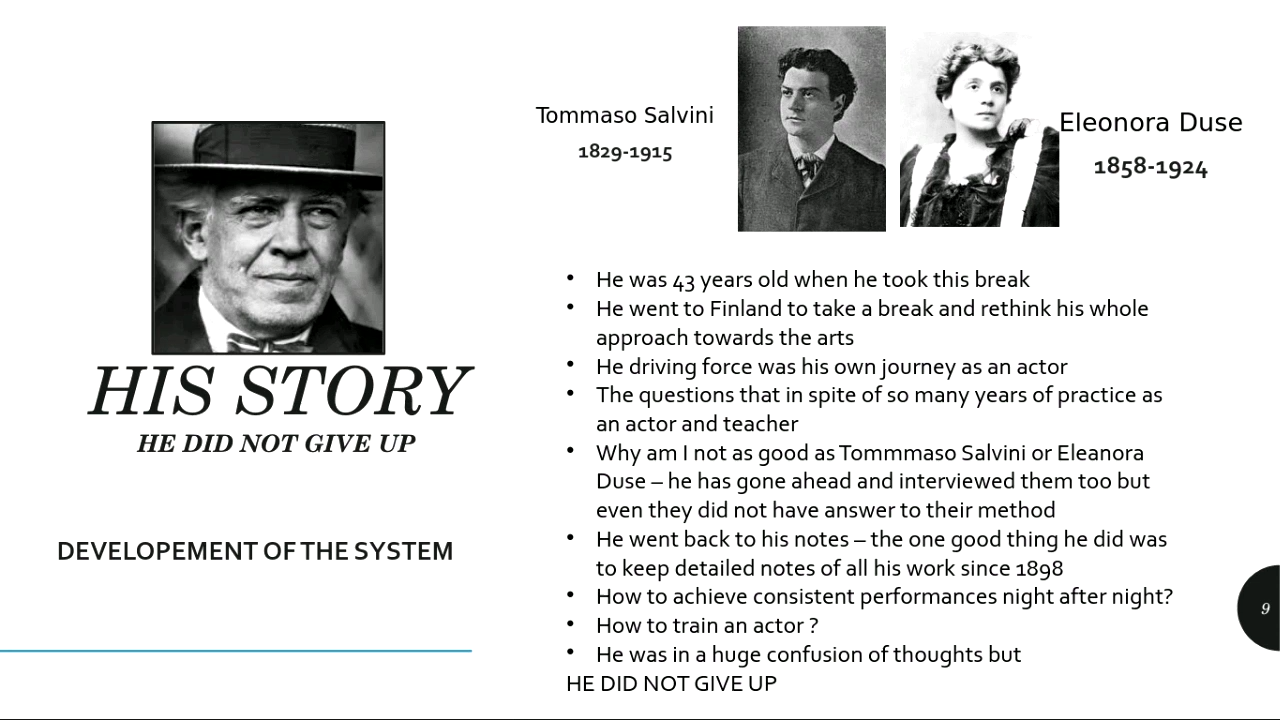 Tommaso Salvini
1829-1915
Eleonora Duse
1858-1924
HIS STORY
HE DID NOT GIVE UP
DEVELOPEMENT OF THE SYSTEM
• He was 43 years old when he took this break
• He went to Finland to take a break and rethink his whole
approach towards the arts
• He driving force was his own journey as an actor
• The questions that in spite of so many years of practice as
an actor and teacher
• Why am I not as good as Tommmaso Salvini or Eleanora
Duse – he has gone ahead and interviewed them too but
even they did not have answer to their method
• He went back to his notes – the one good thing he did was
to keep detailed notes of all his work since 1898
• How to achieve consistent performances night after night?
• How to train an actor ?
• He was in a huge confusion of thoughts but
HE DID NOT GIVE UP
9